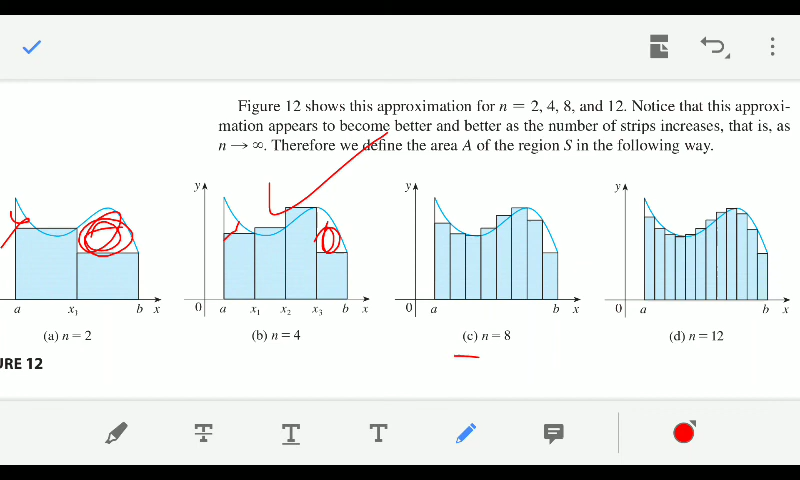 Figure 12 shows this approximation for n = 2, 4, 8, and 12. Notice that this approxi-
mation appears to become better and better as the number of strips increases, that is, as
n → ∞. Therefore we define the area A of the region S in the following way.
y y y
a x₁ b x 0 a x₁ x₂ x₃ b x 0 a b x 0 a b x
(a) n = 2 (b) n = 4 (c) n = 8 (d) n = 12
URE 12
T T T